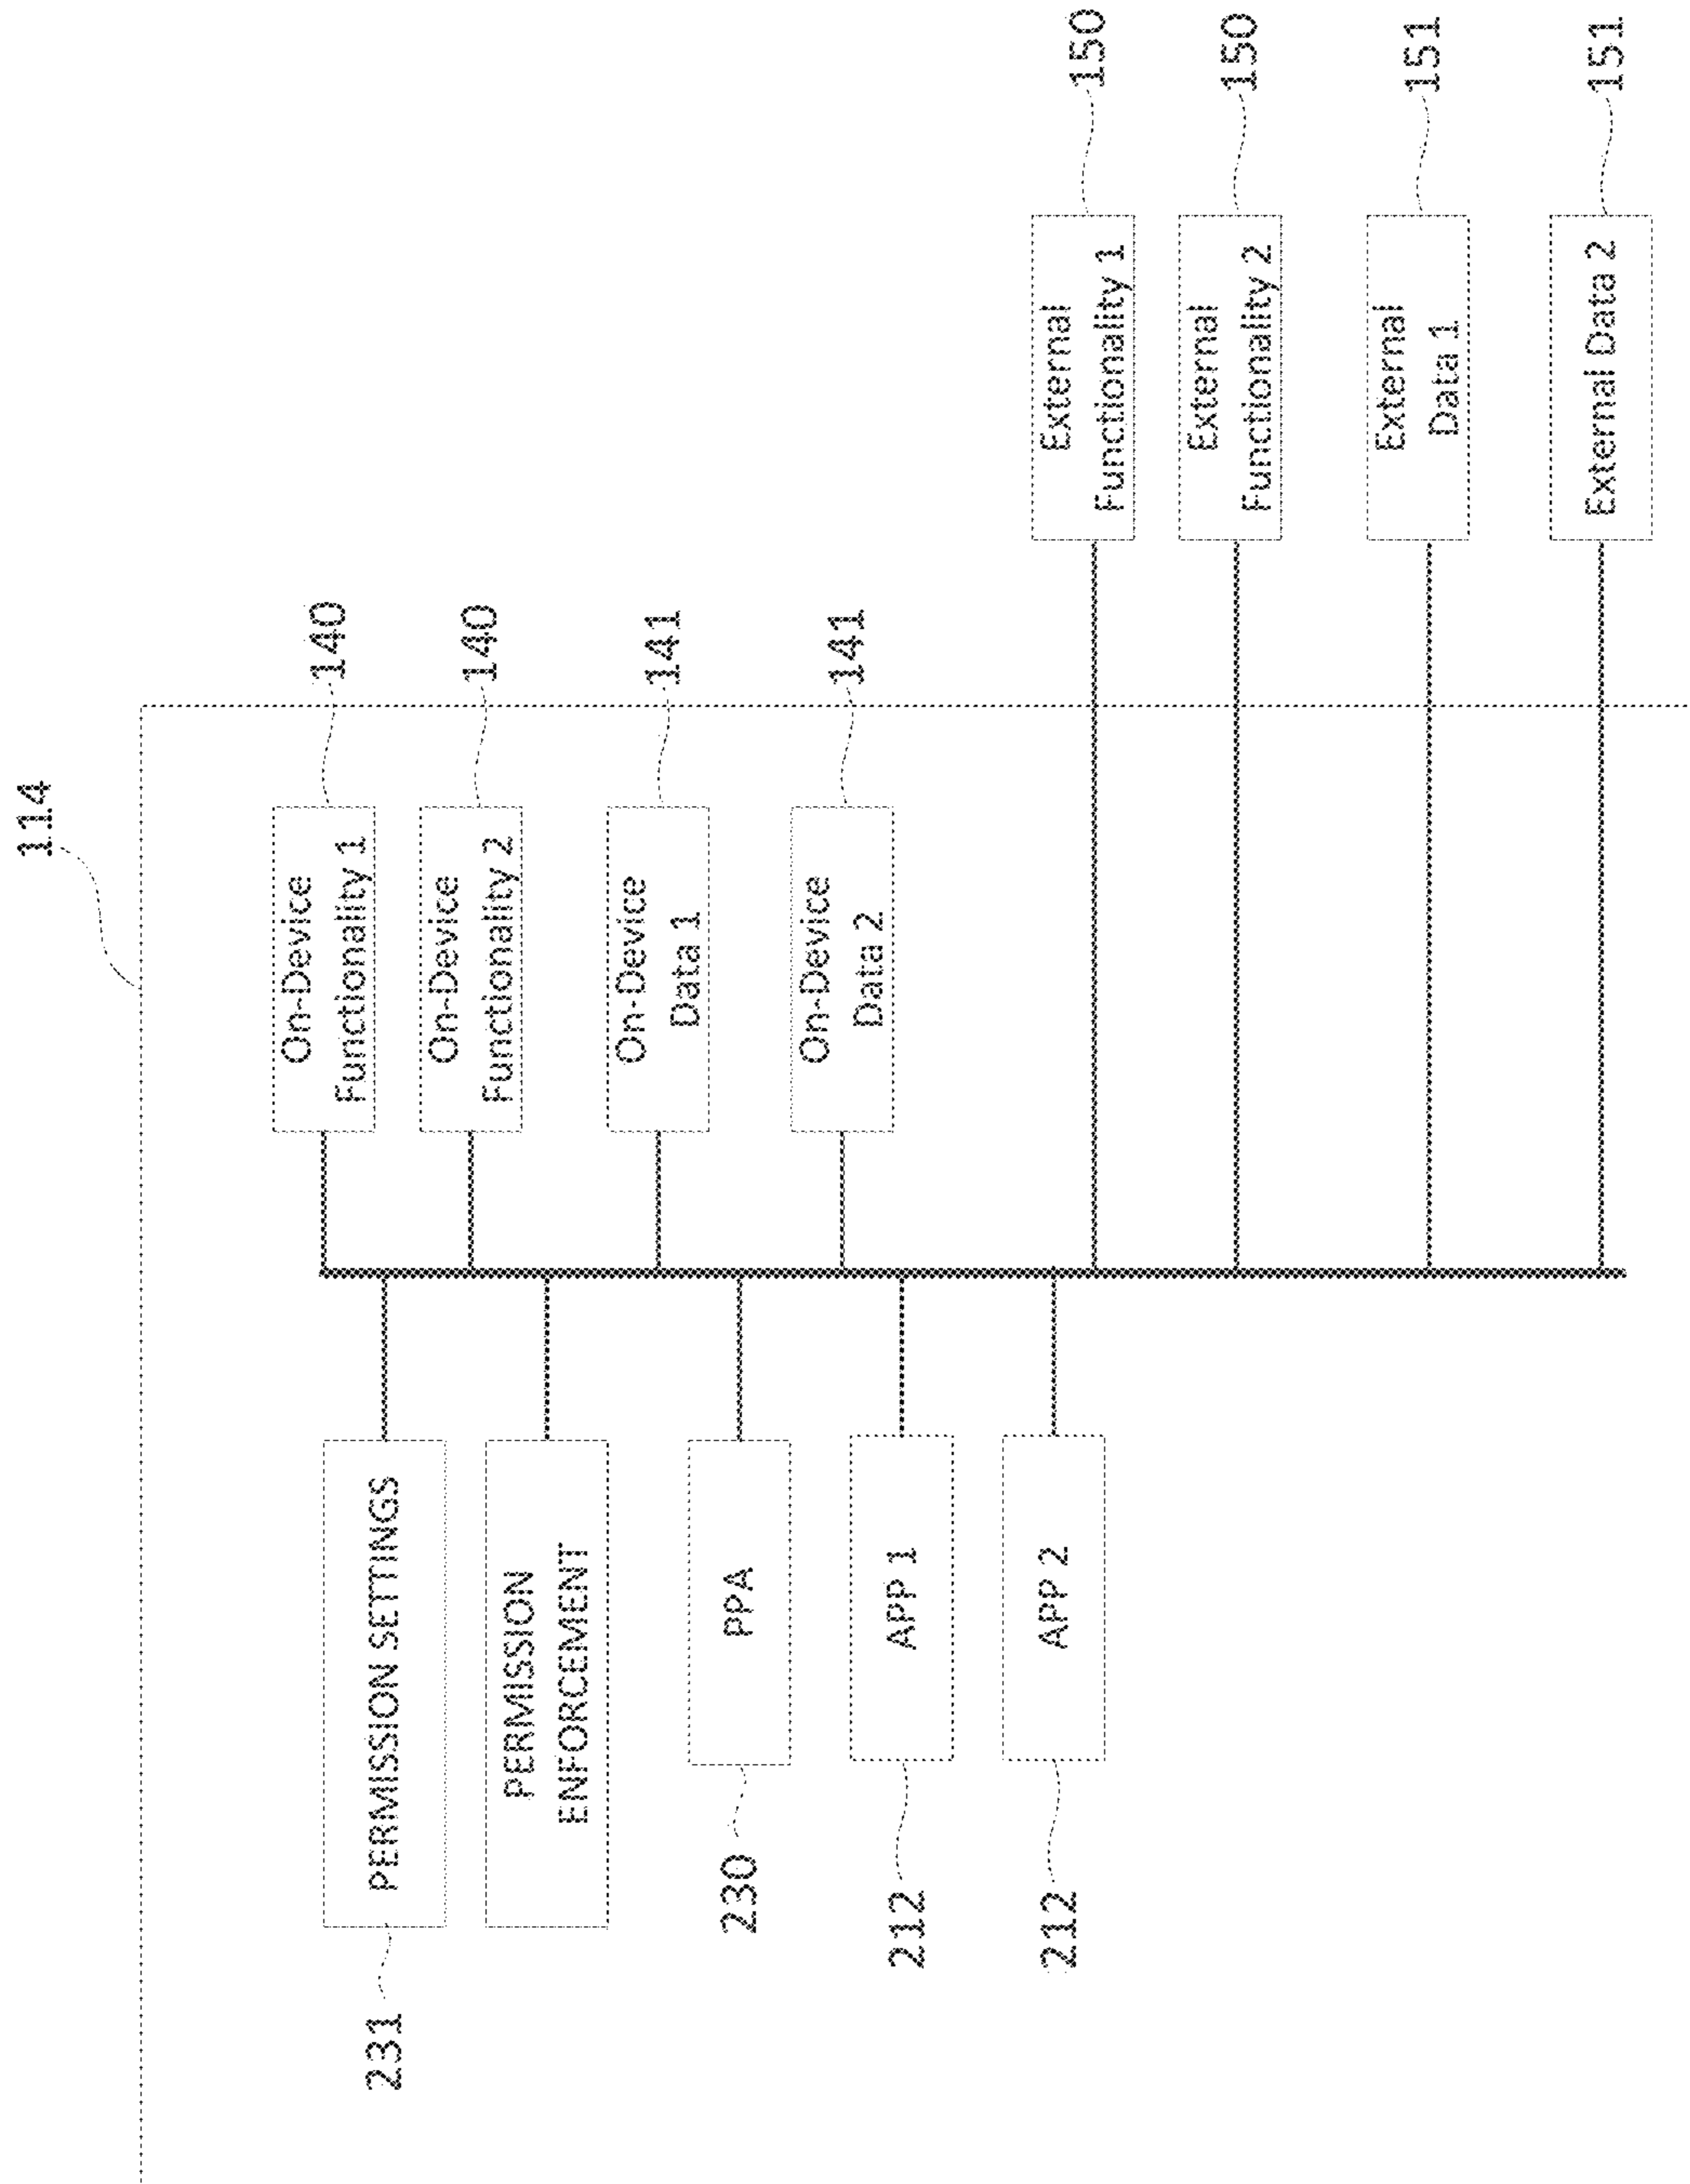 114
231
PERMISSION SETTINGS
PERMISSION
ENFORCEMENT
230
PPA
212
APP 1
212
APP 2
On-Device
Functionality 1
140
On-Device
Functionality 2
140
On-Device
Data 1
141
On-Device
Data 2
141
External
Functionality 1
150
External
Functionality 2
150
External
Data 1
151
External Data 2
151